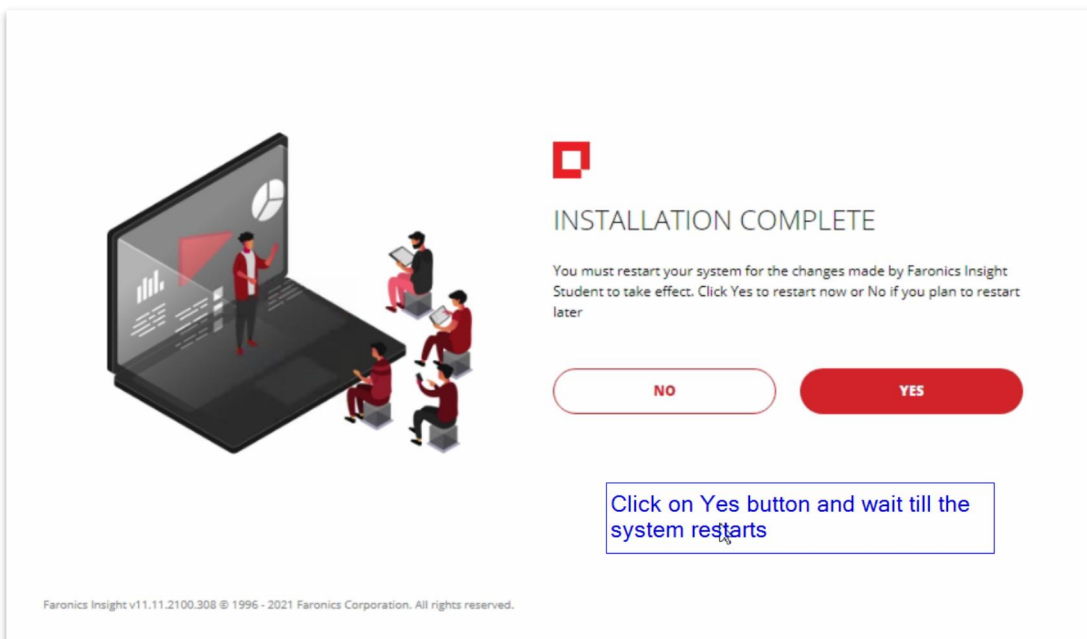 INSTALLATION COMPLETE
You must restart your system for the changes made by Faronics Insight
Student to take effect. Click Yes to restart now or No if you plan to restart
later
NO
YES
Click on Yes button and wait till the
system restarts
Faronics Insight v11.11.2100.308 © 1996 - 2021 Faronics Corporation. All rights reserved.